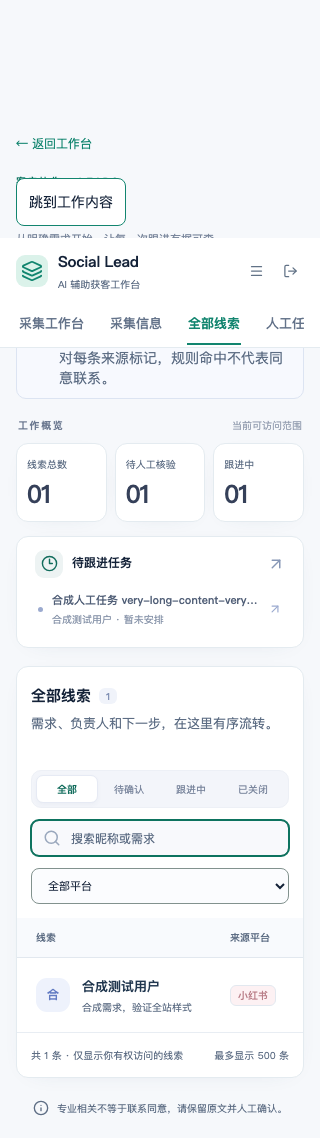 ← 返回工作台
跳到工作内容
Social Lead
AI 辅助获客工作台
采集工作台 采集信息 全部线索 人工任
对每条来源标记，规则命中不代表同
意联系。
工作概览 当前可访问范围
线索总数 待人工核验 跟进中
01 01 01
待跟进任务
合成人工任务 very-long-content-very...
合成测试用户 · 暂未安排
全部线索 1
需求、负责人和下一步，在这里有序流转。
全部 待确认 跟进中 已关闭
搜索昵称或需求
全部平台
线索 来源平台
合 合成测试用户 小红书
合成需求，验证全站样式
共 1 条 · 仅显示你有权访问的线索 最多显示 500 条
专业相关不等于联系同意，请保留原文并人工确认。